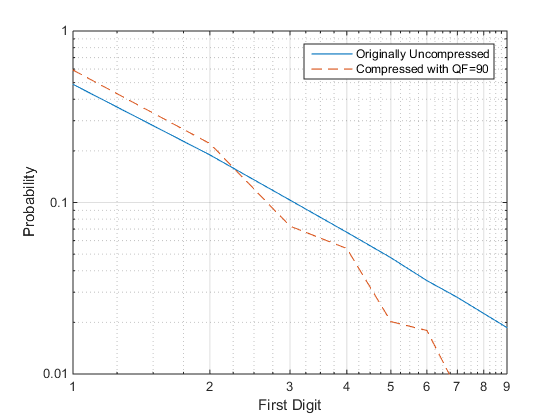 Originally Uncompressed
Compressed with QF=90
1
0.1
0.01
Probability
1 2 3 4 5 6 7 8 9
First Digit